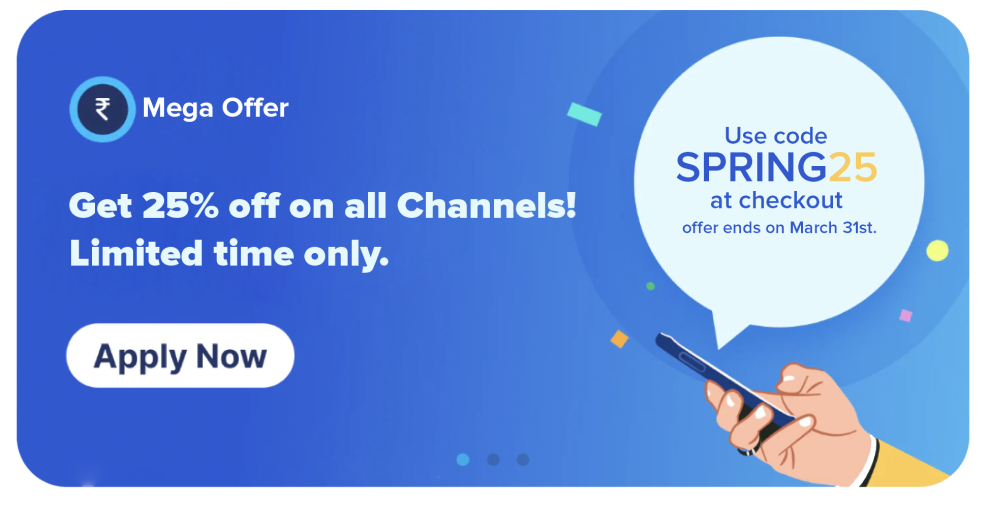 ₹ Mega Offer
Get 25% off on all Channels!
Limited time only.
Apply Now
Use code
SPRING25
at checkout
offer ends on March 31st.